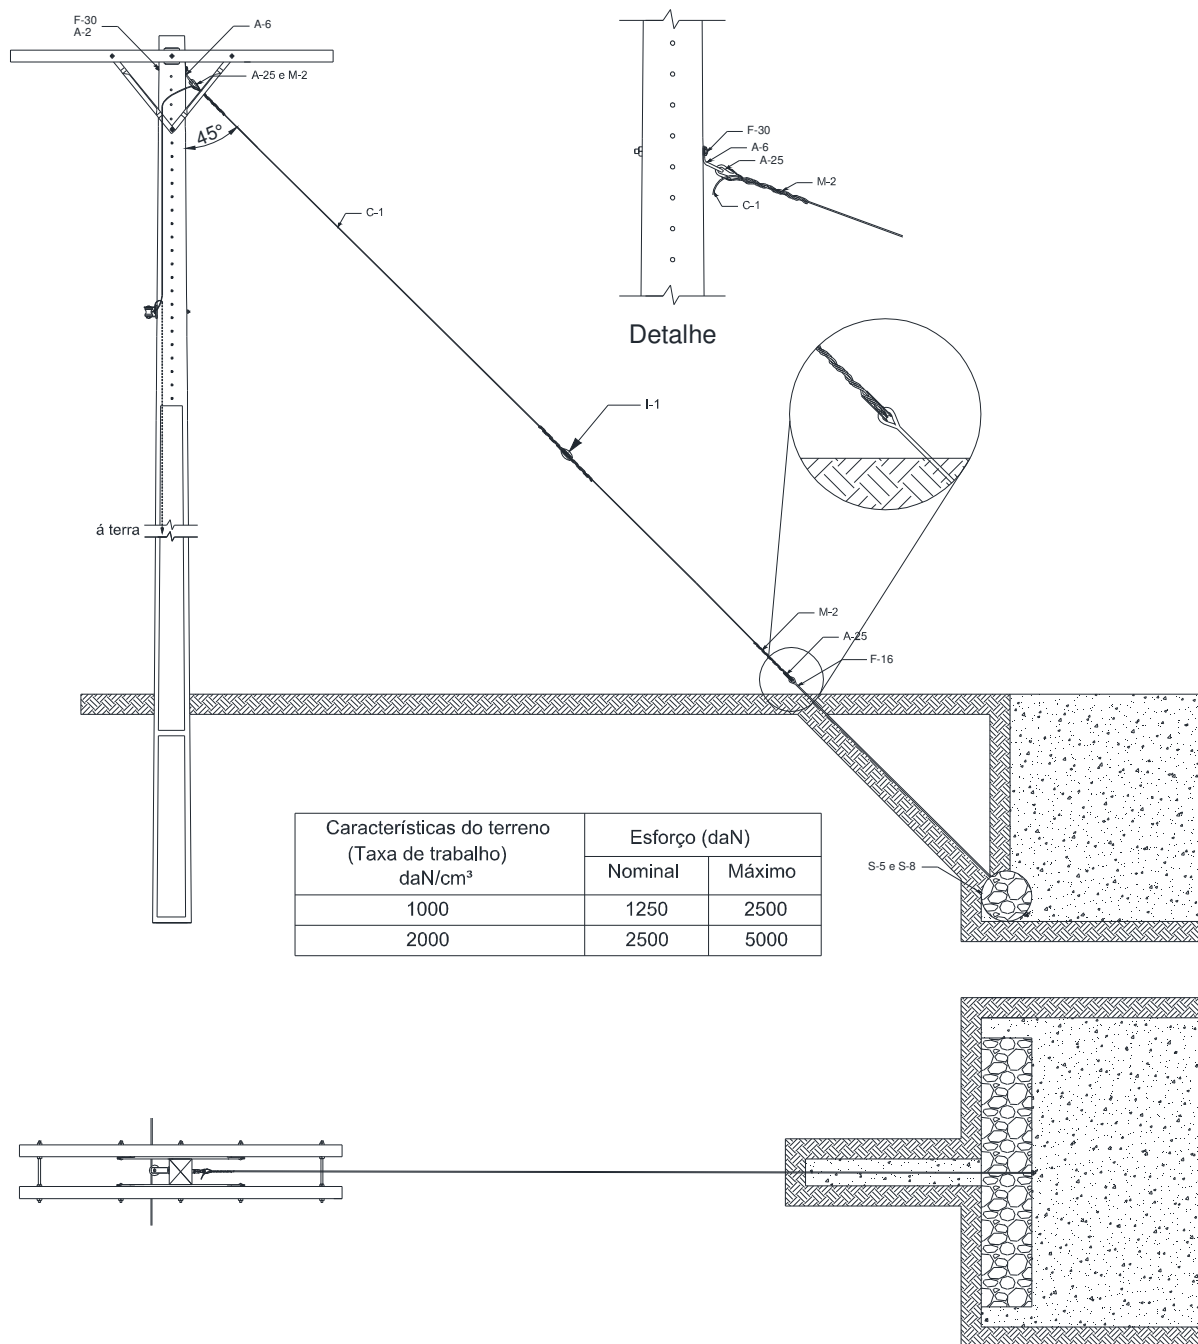 F-30
A-2
A-6
A-25 e M-2
45°
C-1
F-30
A-6
A-25
M-2
C-1
Detalhe
I-1
á terra
M-2
A-25
F-16
Características do terreno
(Taxa de trabalho)
daN/cm³
Esforço (daN)
Nominal
Máximo
1000
1250
2500
2000
2500
5000
S-5 e S-8